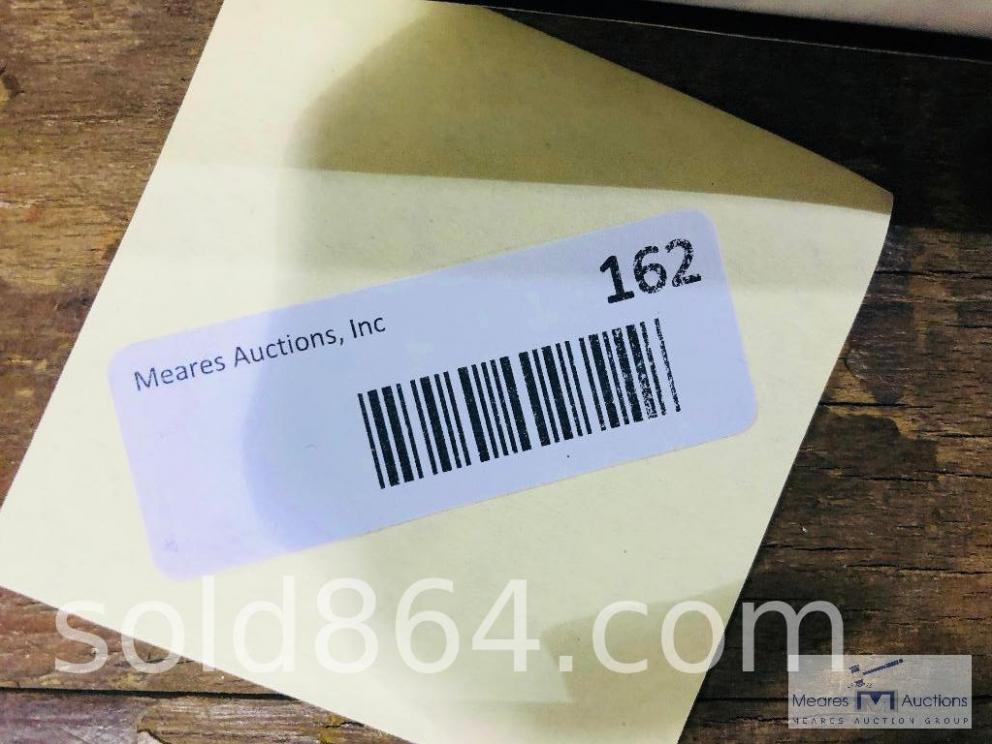 162
Meares Auctions, Inc
sold864.com
Meares M Auctions
MEARES AUCTION GROUP